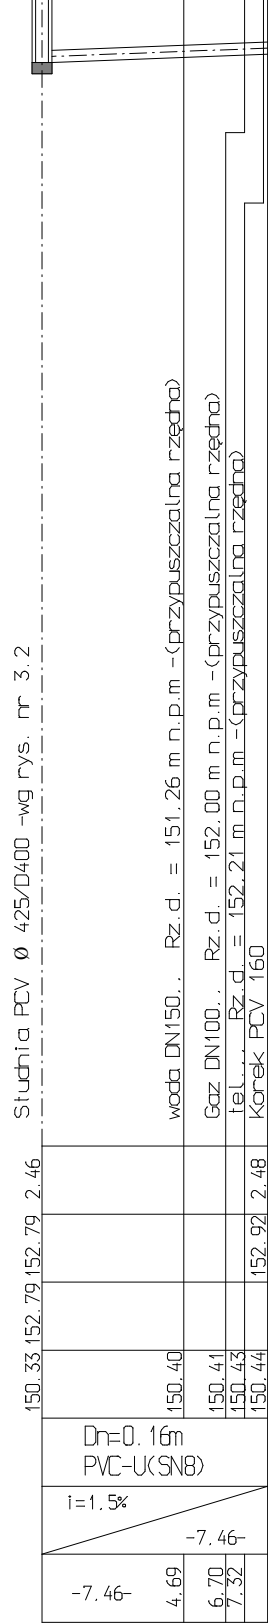 Studnia PCV Ø 425/D400 -wg rys. nr 3.2
woda DN150.. Rz.d. = 151.26 m n.p.m -(przypuszczalna rzędna)
Gaz DN100.. Rz.d. = 152.00 m n.p.m -(przypuszczalna rzędna)
tel... Rz.d. = 152.21 m n.p.m -(przypuszczalna rzędna)
Korek PCV 160
2.46 2.48
152.79 152.92
152.79
150.33 150.40 150.41 150.43 150.44
Dn=0.16m
PVC-U(SN8)
i=1.5%
-7.46-
-7.46- 4.69 6.70 7.32